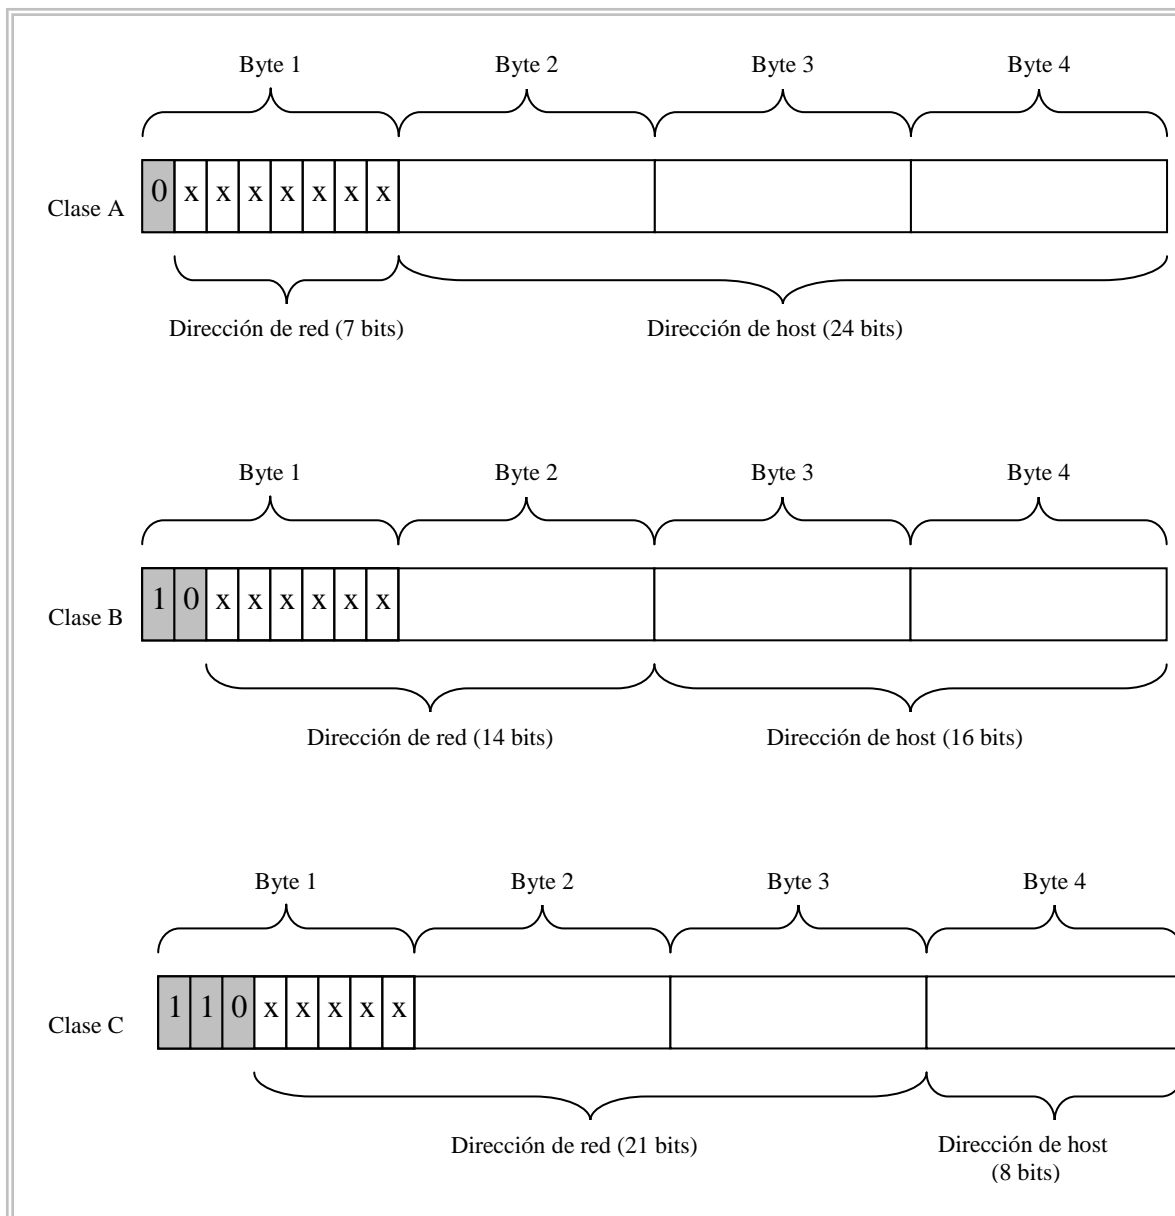 Byte 1 Byte 2 Byte 3 Byte 4
Clase A 0 x x x x x x x
Dirección de red (7 bits) Dirección de host (24 bits)
Byte 1 Byte 2 Byte 3 Byte 4
Clase B 1 0 x x x x x x
Dirección de red (14 bits) Dirección de host (16 bits)
Byte 1 Byte 2 Byte 3 Byte 4
Clase C 1 1 0 x x x x x
Dirección de red (21 bits) Dirección de host
(8 bits)